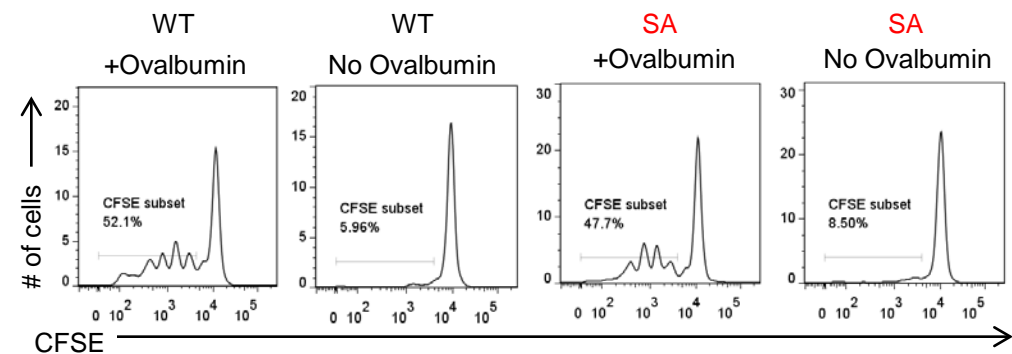 WT WT SA SA
+Ovalbumin No Ovalbumin +Ovalbumin No Ovalbumin
# of cells
20 15 10 5 0
CFSE subset
52.1%
0 10^2 10^3 10^4 10^5
20 15 10 5 0
CFSE subset
5.96%
0 10^2 10^3 10^4 10^5
30 20 10 0
CFSE subset
47.7%
0 10^2 10^3 10^4 10^5
30 20 10 0
CFSE subset
8.50%
0 10^2 10^3 10^4 10^5
CFSE